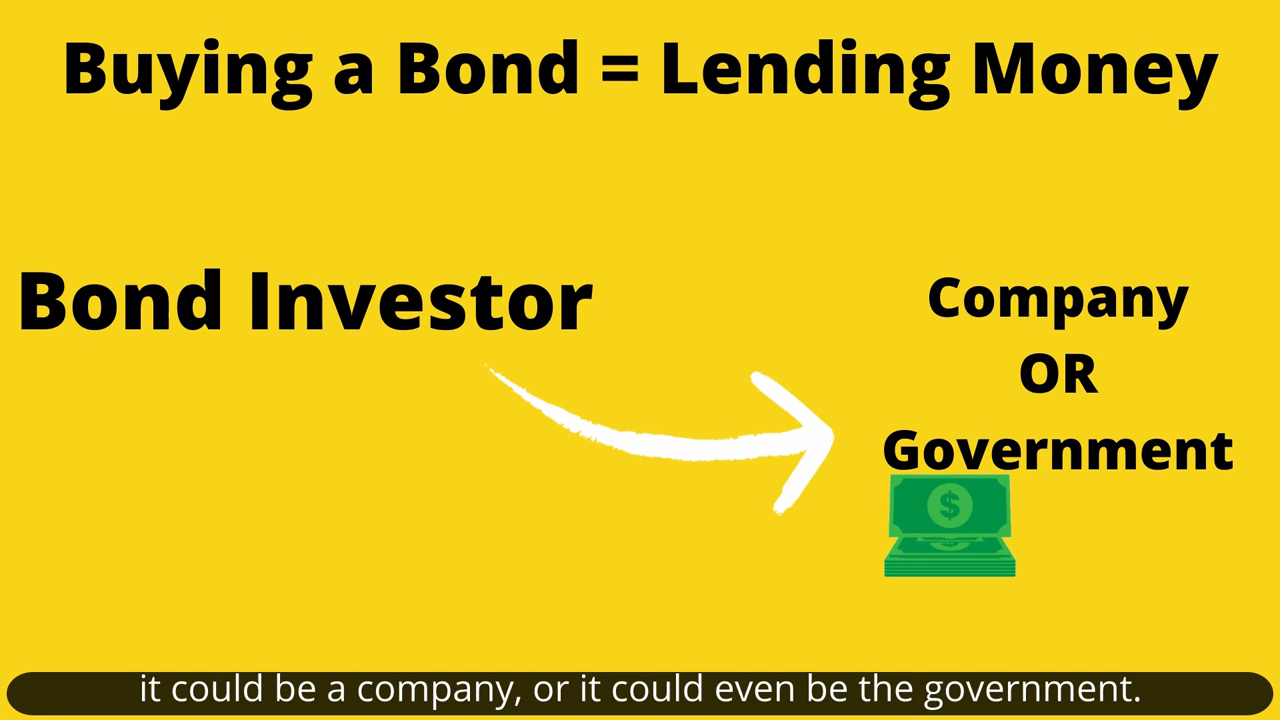 Buying a Bond = Lending Money
Bond Investor
Company
OR
Government
$
it could be a company, or it could even be the government.